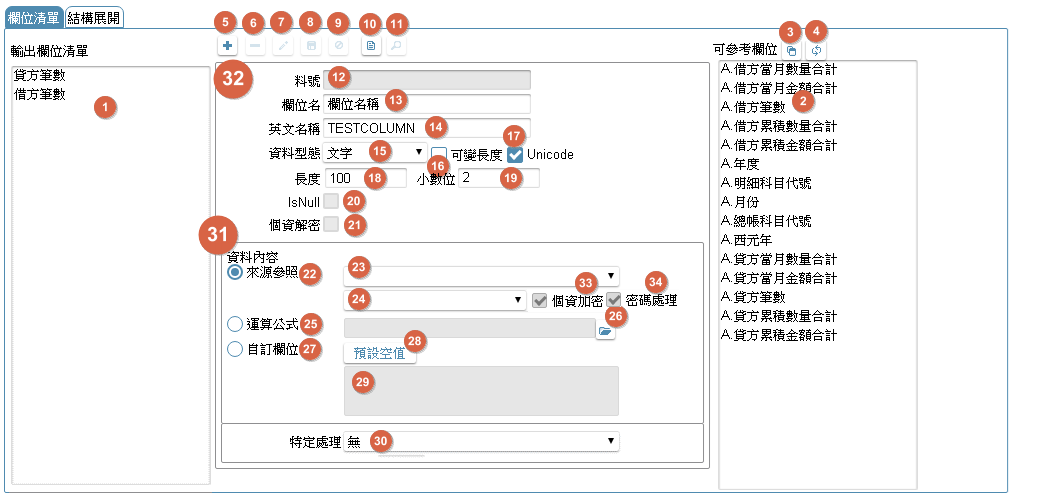 欄位清單 結構展開
5 6 7 8 9 10 11
3 4
輸出欄位清單
可參考欄位
貸方筆數
借方筆數
1
32
料號 12
欄位名 欄位名稱 13
英文名稱 TESTCOLUMN 14
17
資料型態 文字 15 可變長度 Unicode
16
長度 100 18 小數位 2 19
IsNull 20
個資解密 21
31
資料內容
來源參照 22 23
33 34
24 個資加密 密碼處理
運算公式 25 26
自訂欄位 27 預設空值 28
29
特定處理 無 30
A.借方當月數量合計
A.借方當月金額合計
A.借方筆數 2
A.借方累積數量合計
A.借方累積金額合計
A.年度
A.明細科目代號
A.月份
A.總帳科目代號
A.西元年
A.貸方當月數量合計
A.貸方當月金額合計
A.貸方筆數
A.貸方累積數量合計
A.貸方累積金額合計